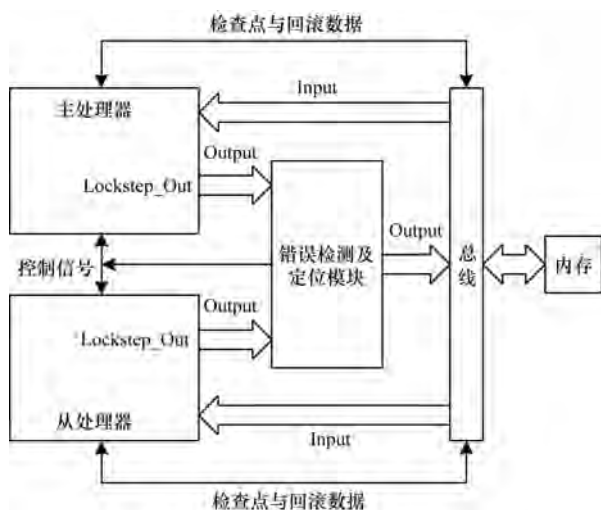 检查点与回滚数据
Input
主处理器
Output
Lockstep_Out
错误检测及
定位模块
Output
总线
内存
控制信号
Output
Lockstep_Out
从处理器
Input
检查点与回滚数据